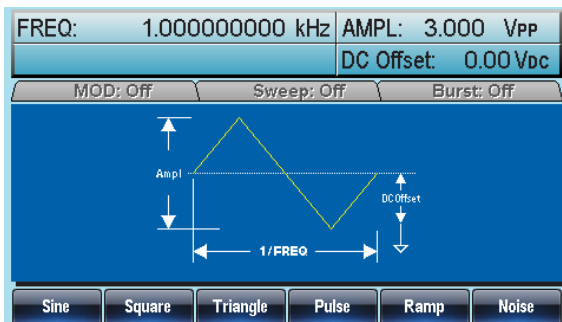 FREQ: 1.000000000 kHz AMPL: 3.000 VPP
DC Offset: 0.00 VDC
MOD: Off Sweep: Off Burst: Off
Ampl
DC Offset
1/FREQ
Sine Square Triangle Pulse Ramp Noise